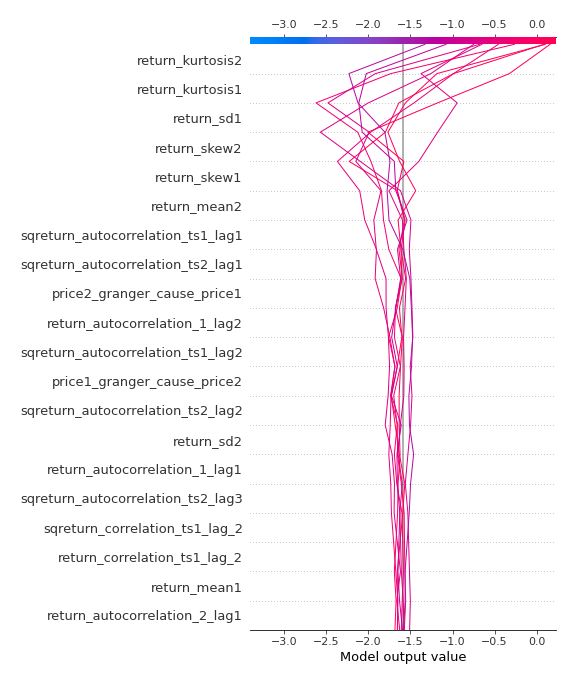 −3.0 −2.5 −2.0 −1.5 −1.0 −0.5 0.0
return_kurtosis2
return_kurtosis1
return_sd1
return_skew2
return_skew1
return_mean2
sqreturn_autocorrelation_ts1_lag1
sqreturn_autocorrelation_ts2_lag1
price2_granger_cause_price1
return_autocorrelation_1_lag2
sqreturn_autocorrelation_ts1_lag2
price1_granger_cause_price2
sqreturn_autocorrelation_ts2_lag2
return_sd2
return_autocorrelation_1_lag1
sqreturn_autocorrelation_ts2_lag3
sqreturn_correlation_ts1_lag_2
return_correlation_ts1_lag_2
return_mean1
return_autocorrelation_2_lag1
−3.0 −2.5 −2.0 −1.5 −1.0 −0.5 0.0
Model output value